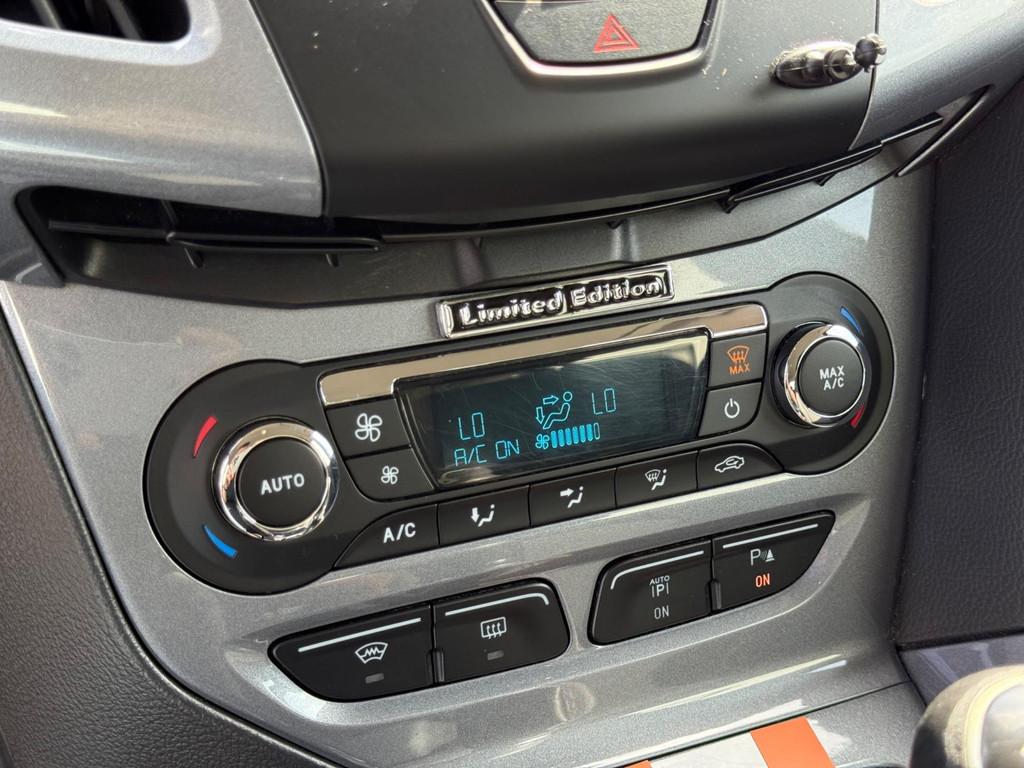 Limited Edition
MAX
MAX
A/C
LO
LO
A/C ON
AUTO
A/C
AUTO
P
ON
P
ON